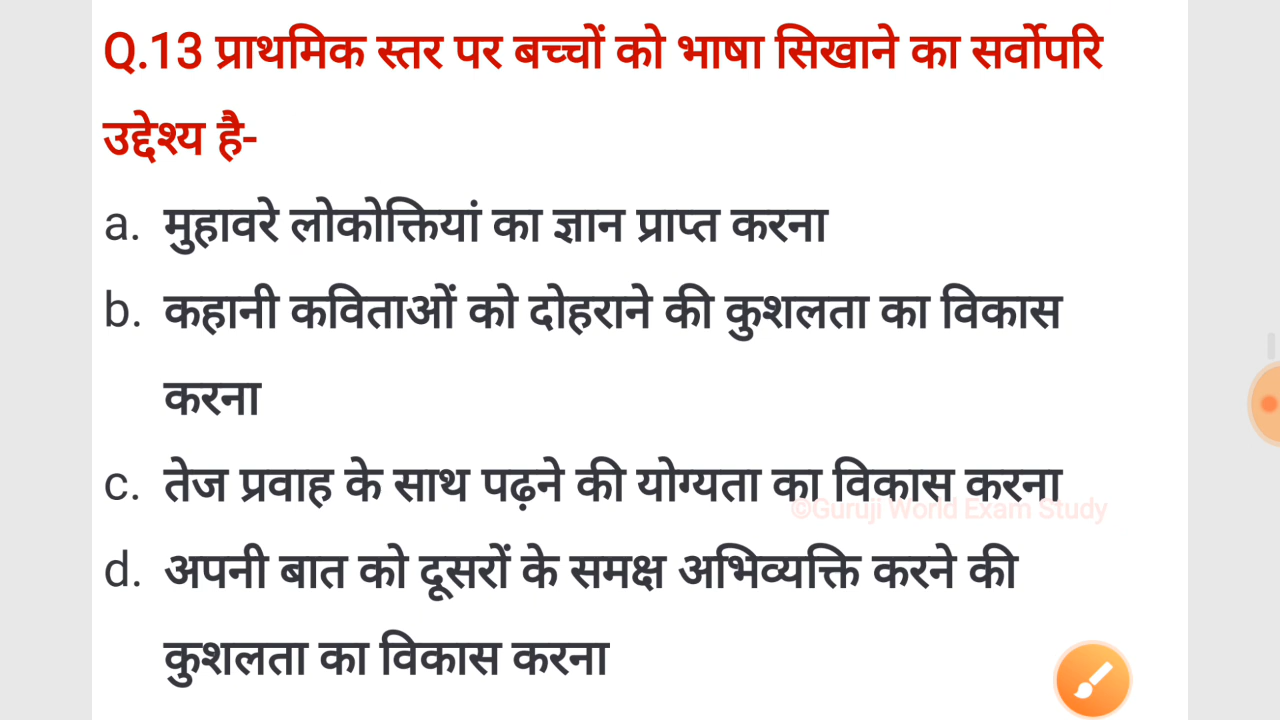 Q.13 प्राथमिक स्तर पर बच्चों को भाषा सिखाने का सर्वोपरि
उद्देश्य है-
a. मुहावरे लोकोक्तियां का ज्ञान प्राप्त करना
b. कहानी कविताओं को दोहराने की कुशलता का विकास
करना
c. तेज प्रवाह के साथ पढ़ने की योग्यता का विकास करना
©Guruji World Exam Study
d. अपनी बात को दूसरों के समक्ष अभिव्यक्ति करने की
कुशलता का विकास करना